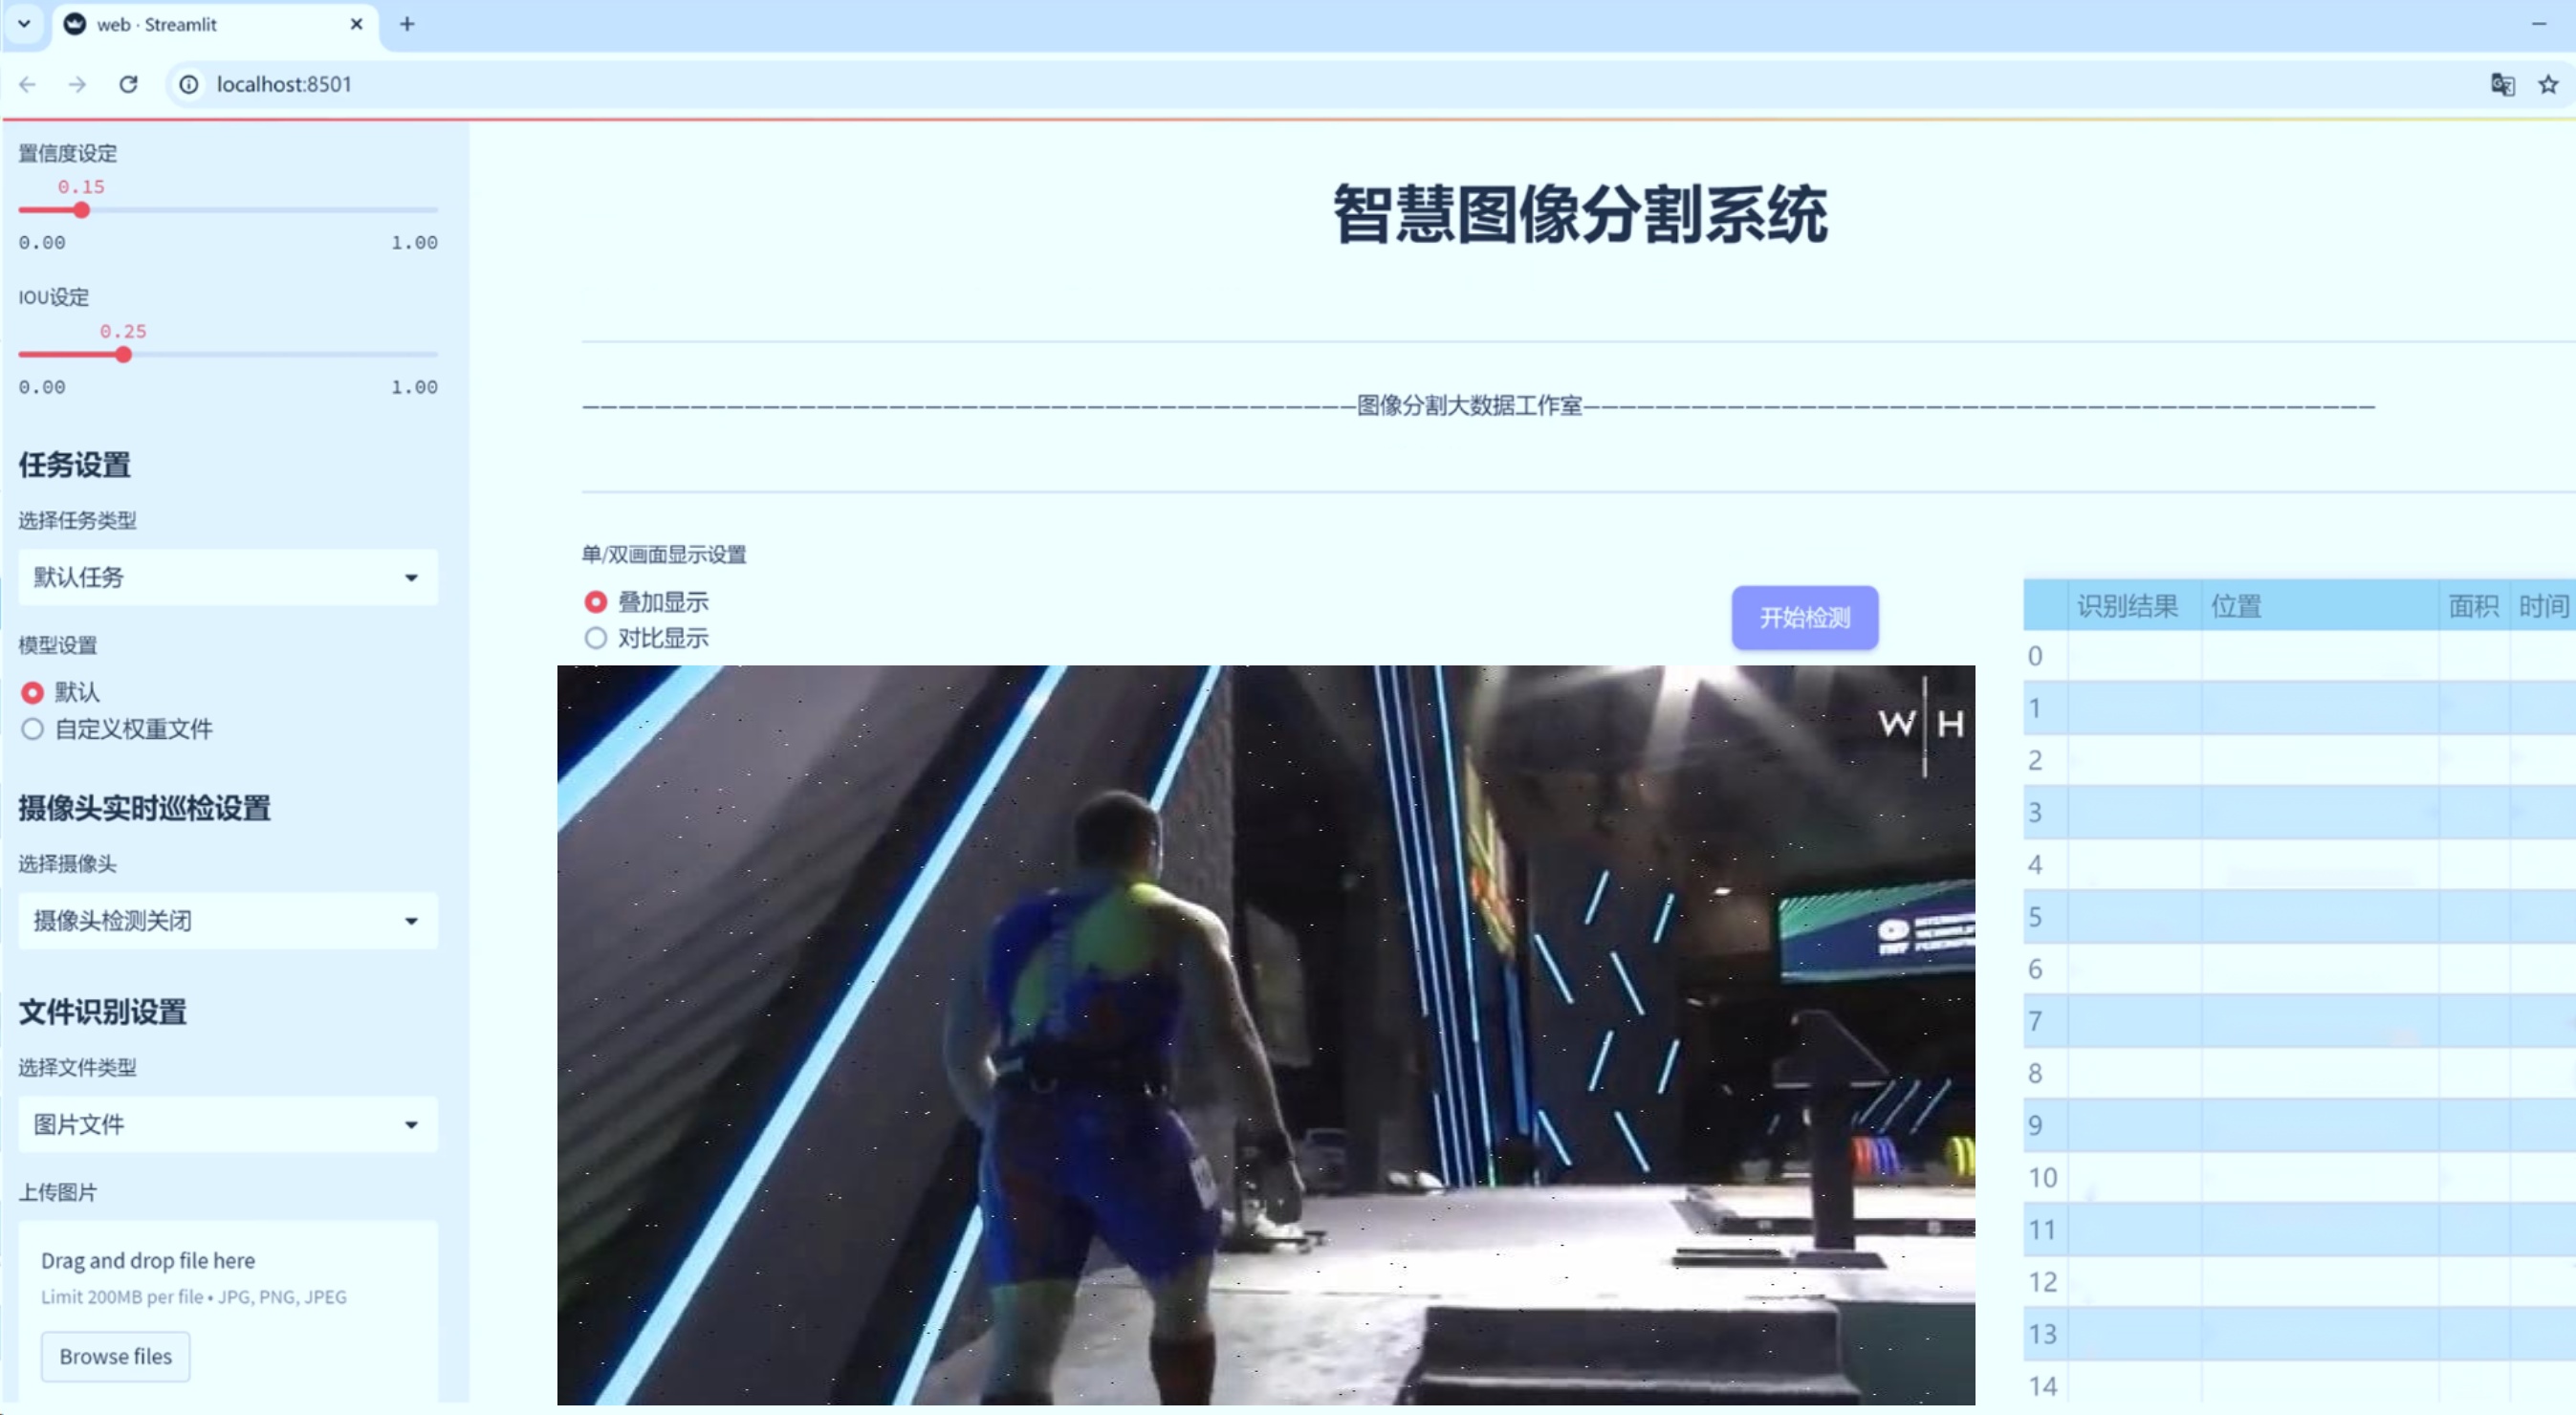 web · Streamlit
localhost:8501
置信度设定
0.15
0.00 1.00
IOU设定
0.25
0.00 1.00
任务设置
选择任务类型
默认任务
模型设置
默认
自定义权重文件
摄像头实时巡检设置
选择摄像头
摄像头检测关闭
文件识别设置
选择文件类型
图片文件
上传图片
Drag and drop file here
Limit 200MB per file • JPG, PNG, JPEG
Browse files
智慧图像分割系统
———————————————————————————————————————————图像分割大数据工作室————————————————————————————————————————————
单/双画面显示设置
叠加显示
对比显示
开始检测
W|H
识别结果 位置 面积 时间
0
1
2
3
4
5
6
7
8
9
10
11
12
13
14